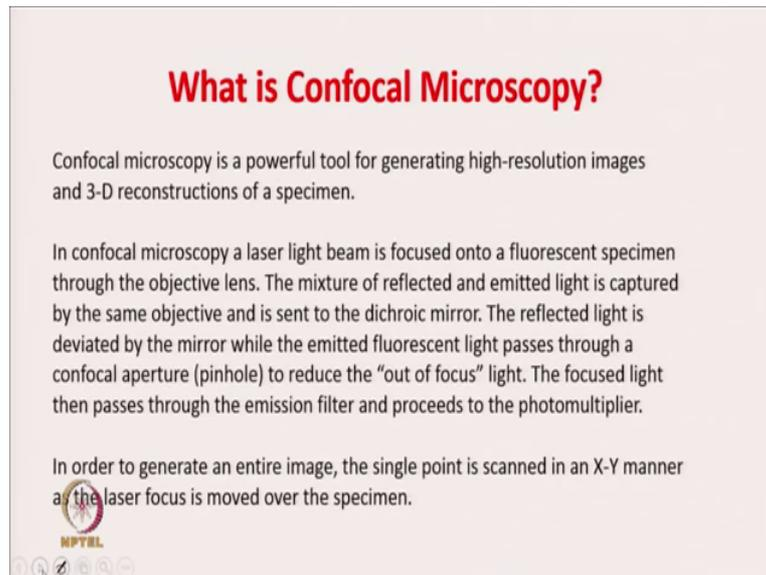 What is Confocal Microscopy?
Confocal microscopy is a powerful tool for generating high-resolution images
and 3-D reconstructions of a specimen.
In confocal microscopy a laser light beam is focused onto a fluorescent specimen
through the objective lens. The mixture of reflected and emitted light is captured
by the same objective and is sent to the dichroic mirror. The reflected light is
deviated by the mirror while the emitted fluorescent light passes through a
confocal aperture (pinhole) to reduce the “out of focus” light. The focused light
then passes through the emission filter and proceeds to the photomultiplier.
In order to generate an entire image, the single point is scanned in an X-Y manner
as the laser focus is moved over the specimen.
NPTEL